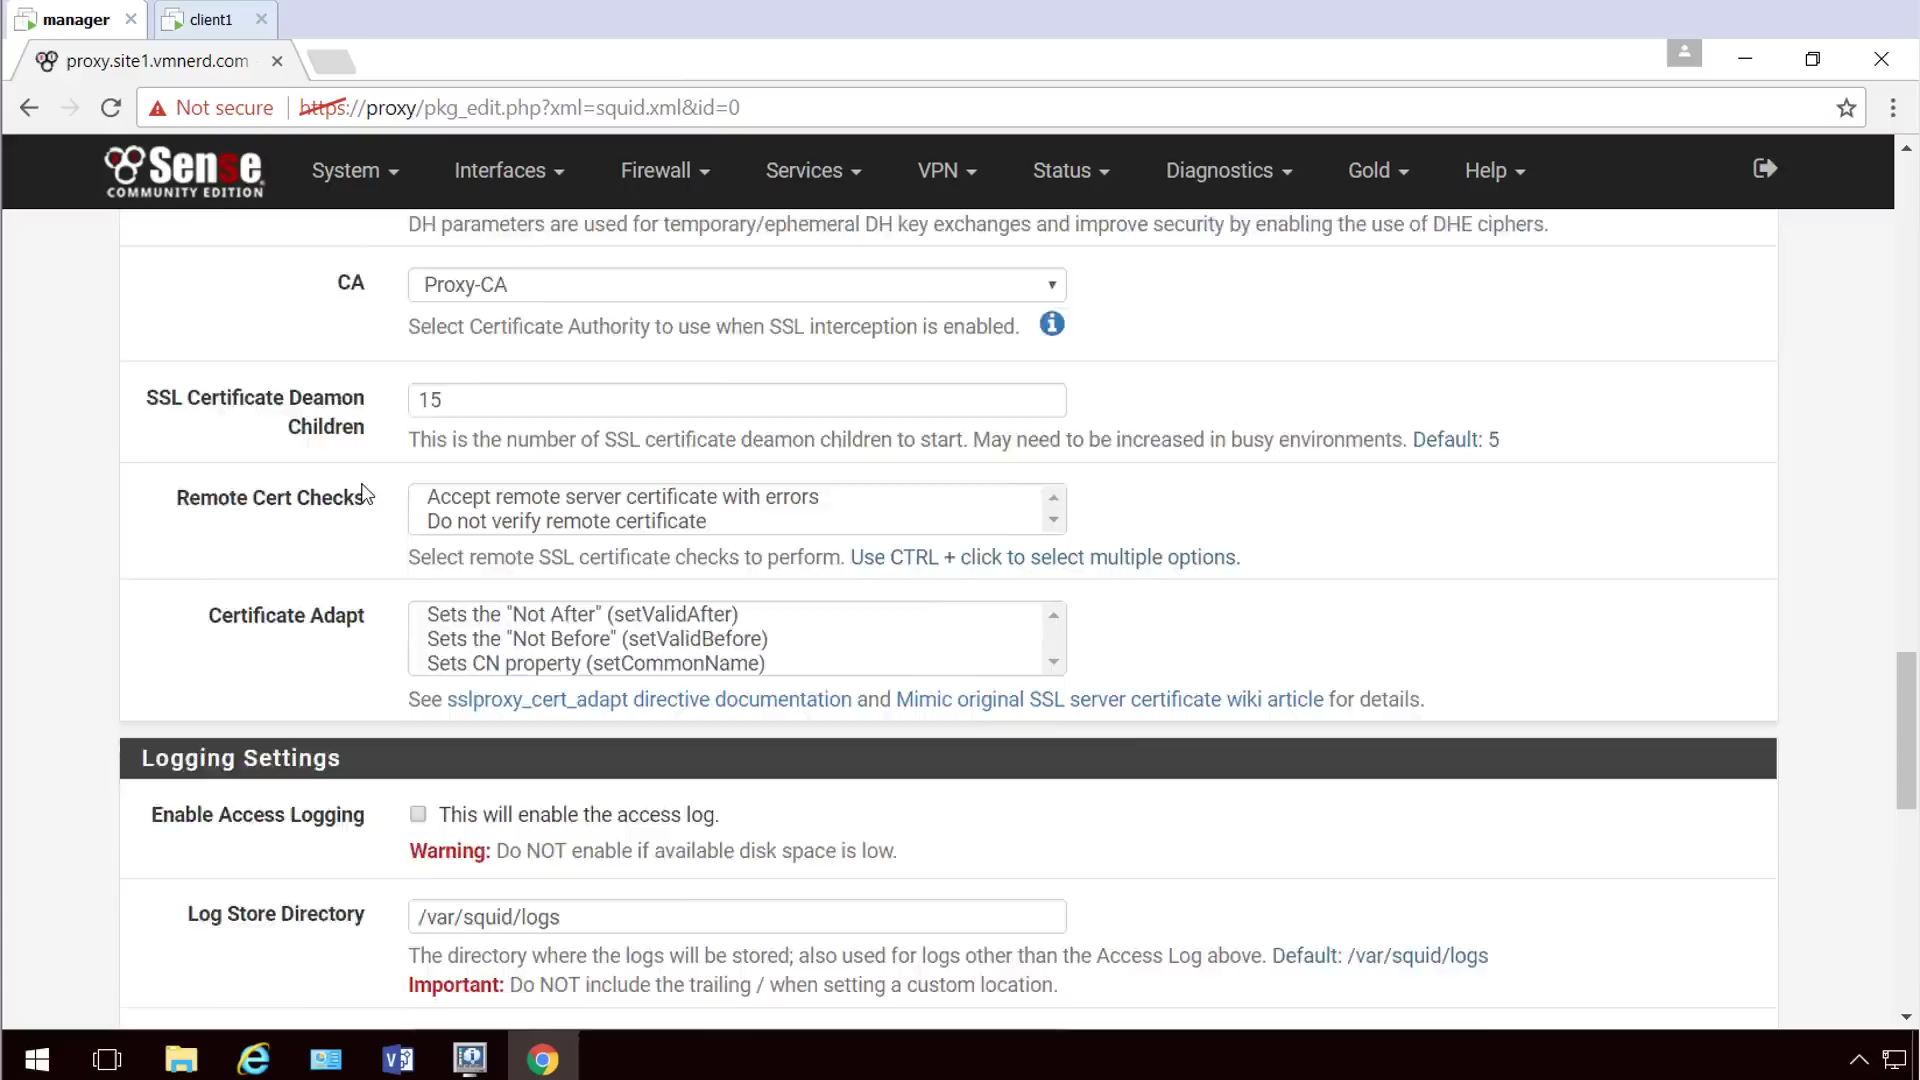 manager
client1
proxy.site1.vmnerd.com
Not secure
https://proxy/pkg_edit.php?xml=squid.xml&id=0
Sense
COMMUNITY EDITION
System
Interfaces
Firewall
Services
VPN
Status
Diagnostics
Gold
Help
DH parameters are used for temporary/ephemeral DH key exchanges and improve security by enabling the use of DHE ciphers.
CA
Proxy-CA
Select Certificate Authority to use when SSL interception is enabled.
SSL Certificate Deamon
Children
15
This is the number of SSL certificate deamon children to start. May need to be increased in busy environments. Default: 5
Remote Cert Checks
Accept remote server certificate with errors
Do not verify remote certificate
Select remote SSL certificate checks to perform. Use CTRL + click to select multiple options.
Certificate Adapt
Sets the "Not After" (setValidAfter)
Sets the "Not Before" (setValidBefore)
Sets CN property (setCommonName)
See sslproxy_cert_adapt directive documentation and Mimic original SSL server certificate wiki article for details.
Logging Settings
Enable Access Logging
This will enable the access log.
Warning: Do NOT enable if available disk space is low.
Log Store Directory
/var/squid/logs
The directory where the logs will be stored; also used for logs other than the Access Log above. Default: /var/squid/logs
Important: Do NOT include the trailing / when setting a custom location.